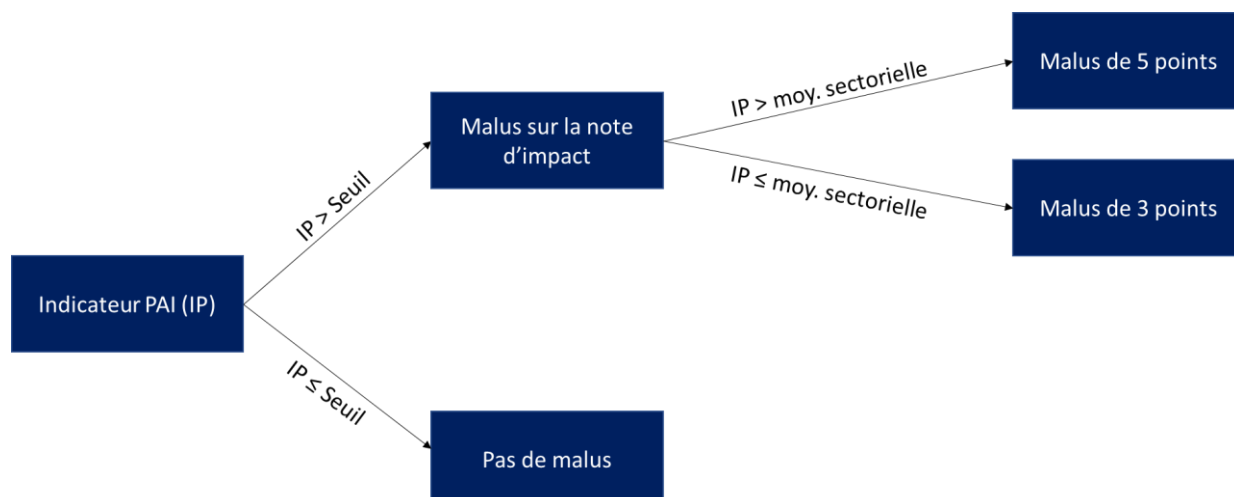 Malus de 5 points
IP > moy. sectorielle
Malus sur la note
d’impact
IP ≤ moy. sectorielle
Malus de 3 points
IP > Seuil
Indicateur PAI (IP)
IP ≤ Seuil
Pas de malus